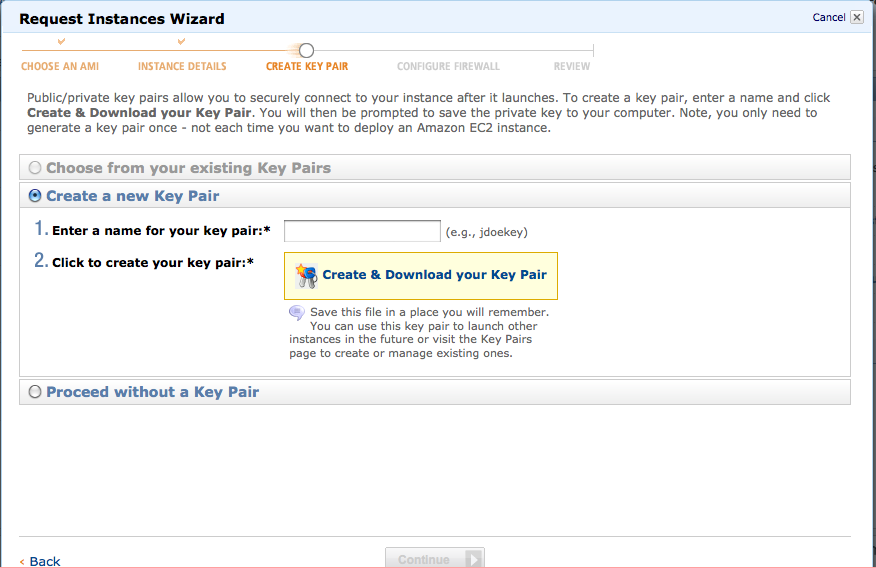 Request Instances Wizard
Cancel
CHOOSE AN AMI INSTANCE DETAILS CREATE KEY PAIR CONFIGURE FIREWALL REVIEW
Public/private key pairs allow you to securely connect to your instance after it launches. To create a key pair, enter a name and click
Create & Download your Key Pair. You will then be prompted to save the private key to your computer. Note, you only need to
generate a key pair once - not each time you want to deploy an Amazon EC2 instance.
Choose from your existing Key Pairs
Create a new Key Pair
1. Enter a name for your key pair:* (e.g., jdoekey)
2. Click to create your key pair:*
Create & Download your Key Pair
Save this file in a place you will remember.
You can use this key pair to launch other
instances in the future or visit the Key Pairs
page to create or manage existing ones.
Proceed without a Key Pair
Back
Continue